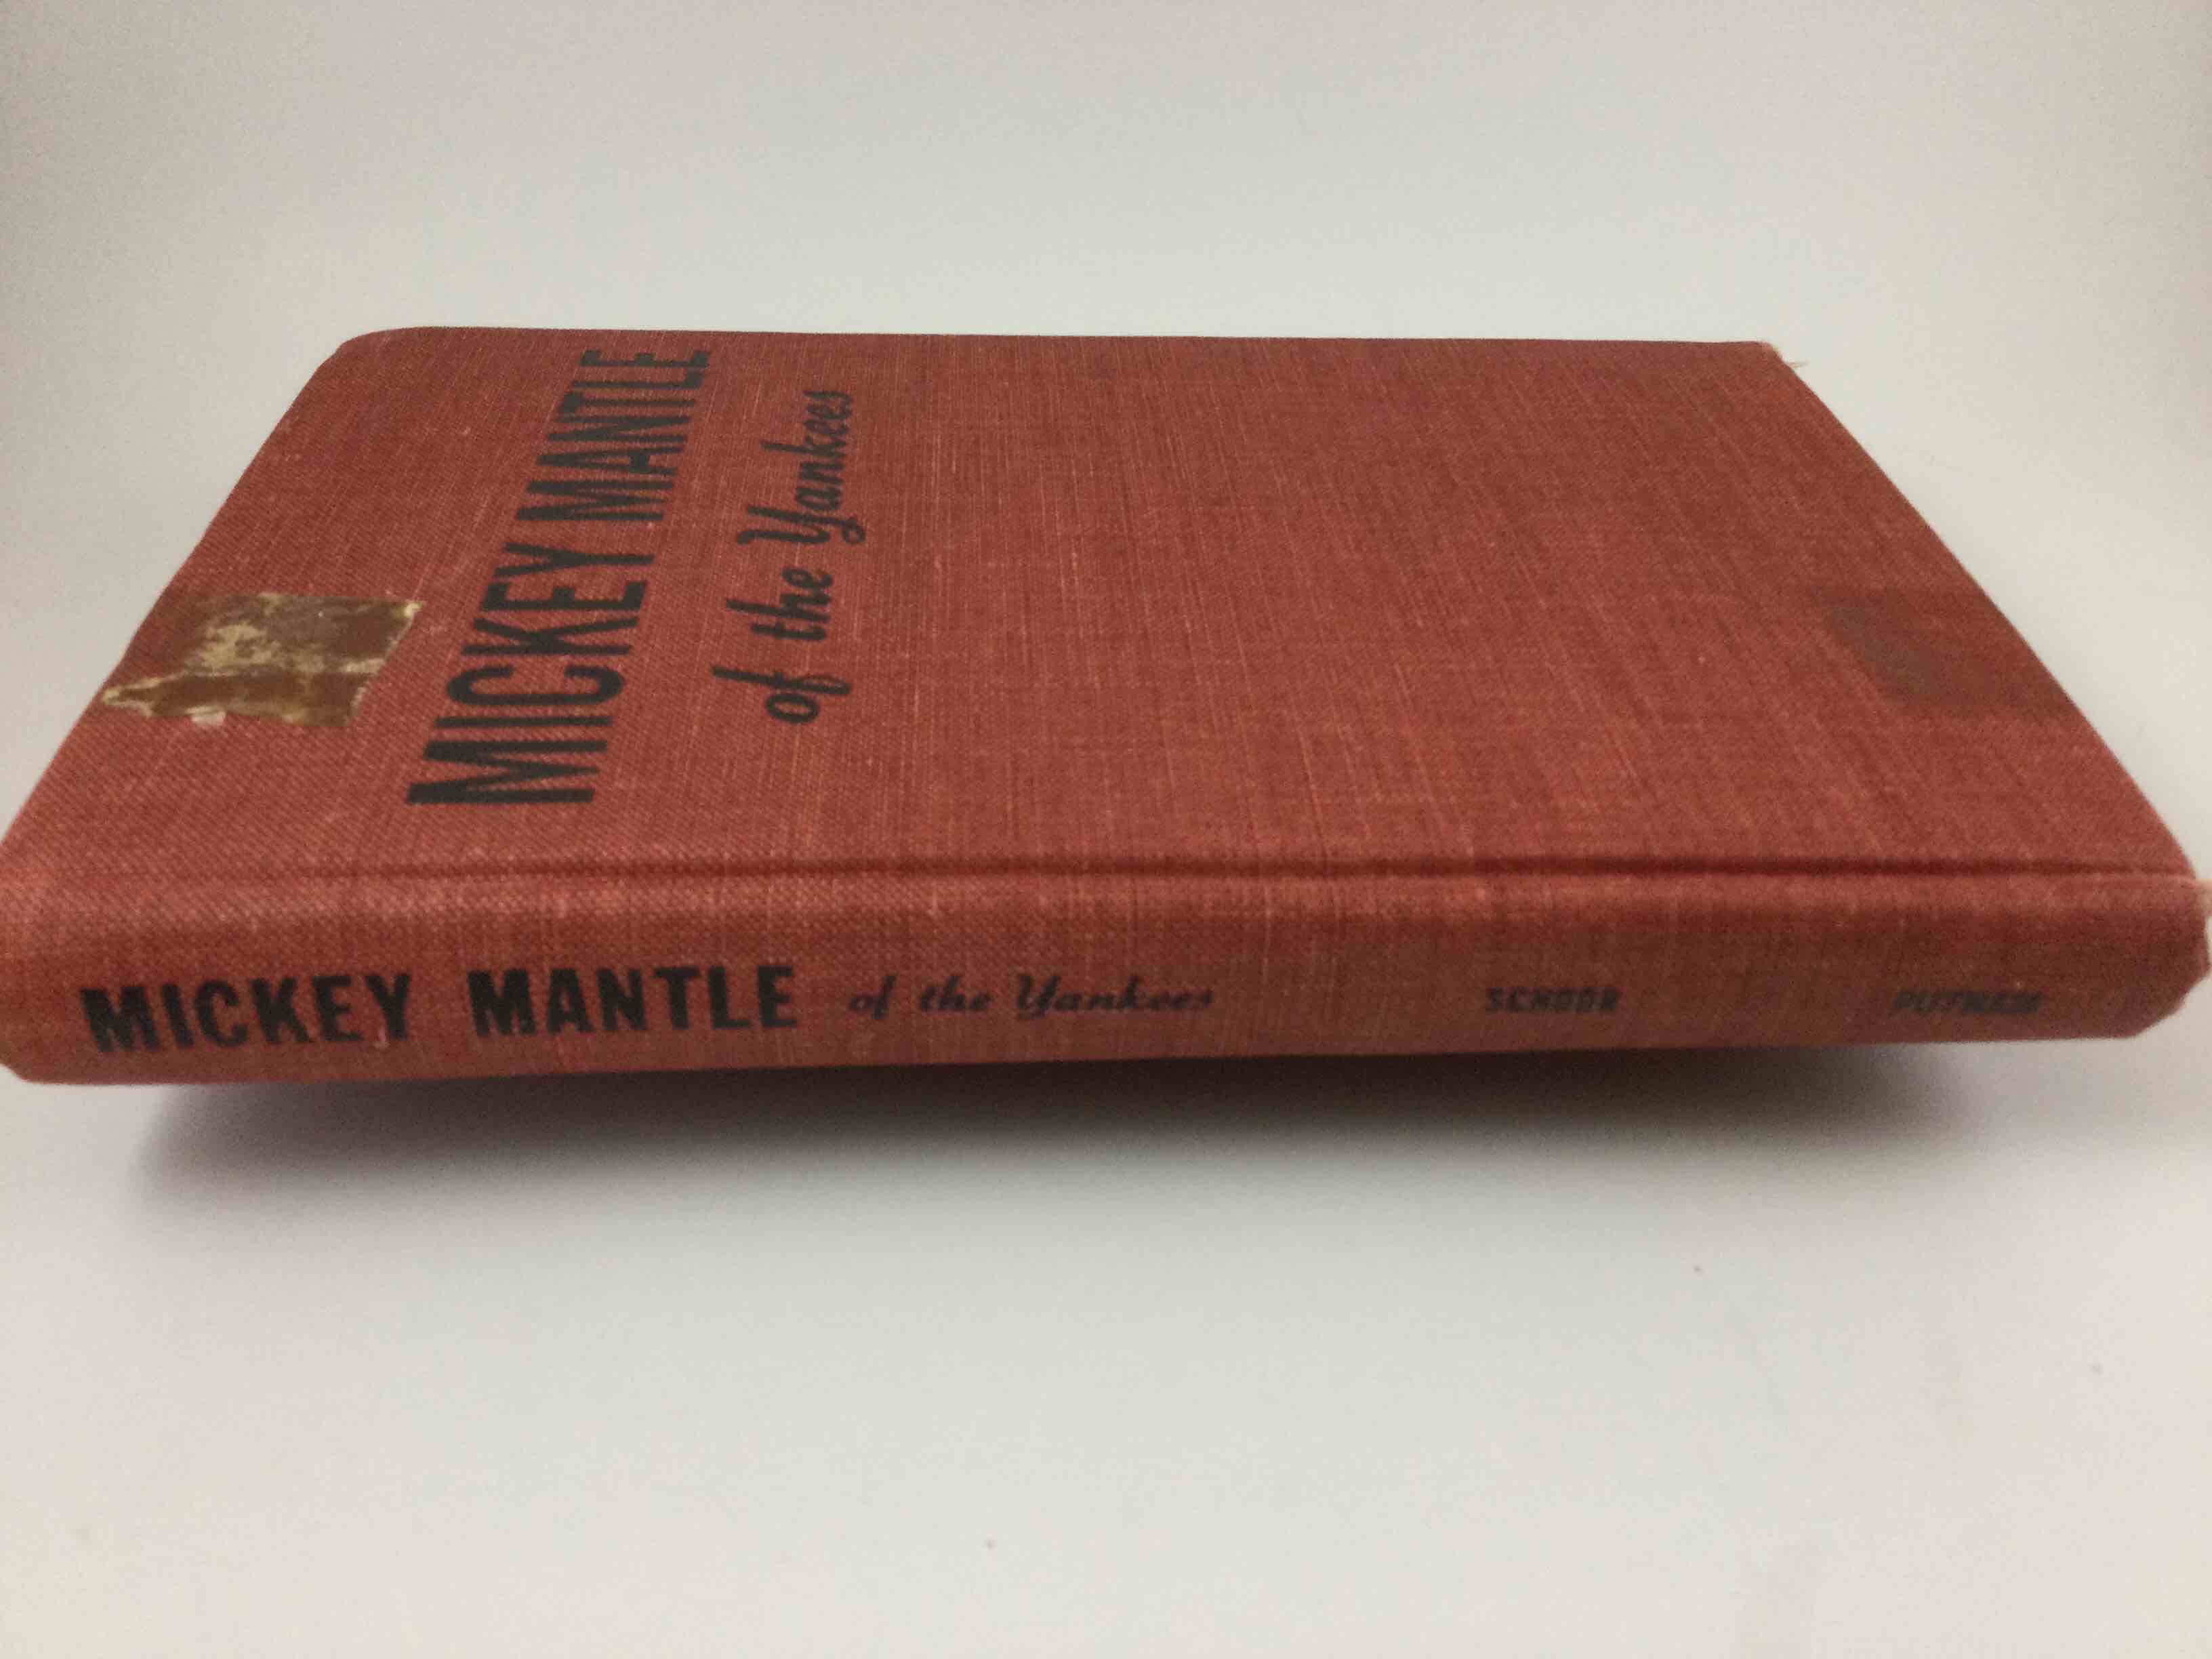 MICKEY MANTLE
of the Yankees
MICKEY MANTLE of the Yankees SCHOOR PUTNAM